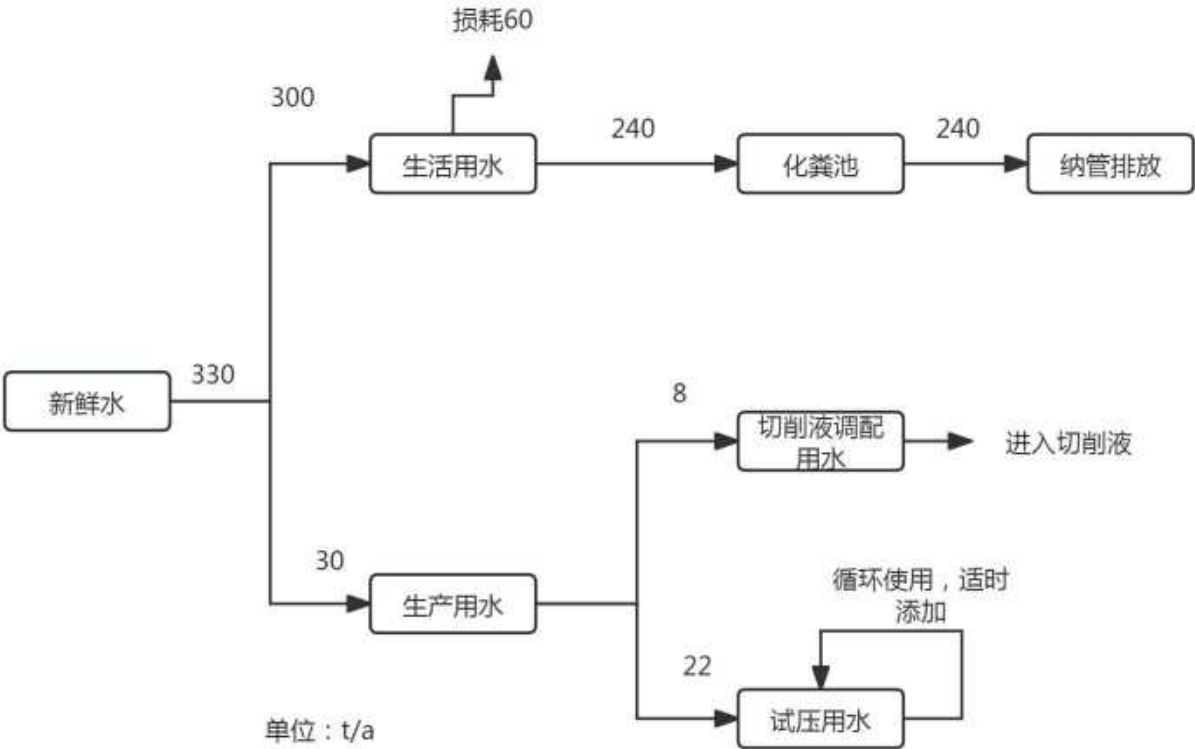 损耗60
300
生活用水
240
化粪池
240
纳管排放
新鲜水
330
8
切削液调配
用水
进入切削液
30
生产用水
循环使用，适时
添加
22
试压用水
单位：t/a